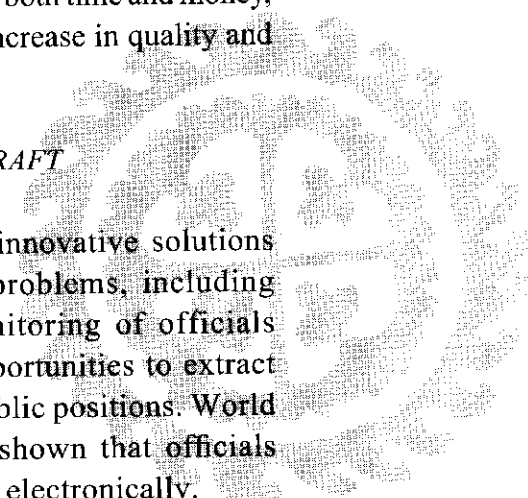 both time and money,
crease in quality and
RAFT
innovative solutions
problems, including
nitoring of officials
portunities to extract
blic positions. World
shown that officials
electronically.